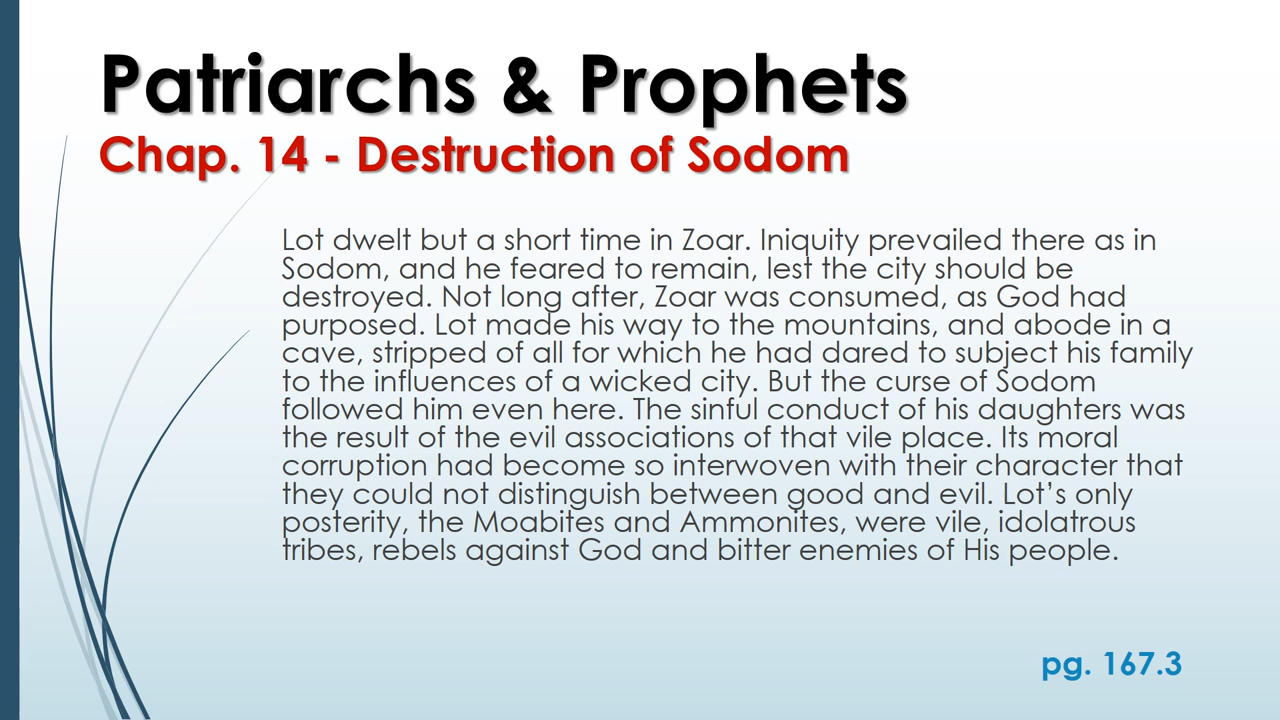 Patriarchs & Prophets
Chap. 14 - Destruction of Sodom
Lot dwelt but a short time in Zoar. Iniquity prevailed there as in
Sodom, and he feared to remain, lest the city should be
destroyed. Not long after, Zoar was consumed, as God had
purposed. Lot made his way to the mountains, and abode in a
cave, stripped of all for which he had dared to subject his family
to the influences of a wicked city. But the curse of Sodom
followed him even here. The sinful conduct of his daughters was
the result of the evil associations of that vile place. Its moral
corruption had become so interwoven with their character that
they could not distinguish between good and evil. Lot’s only
posterity, the Moabites and Ammonites, were vile, idolatrous
tribes, rebels against God and bitter enemies of His people.
pg. 167.3